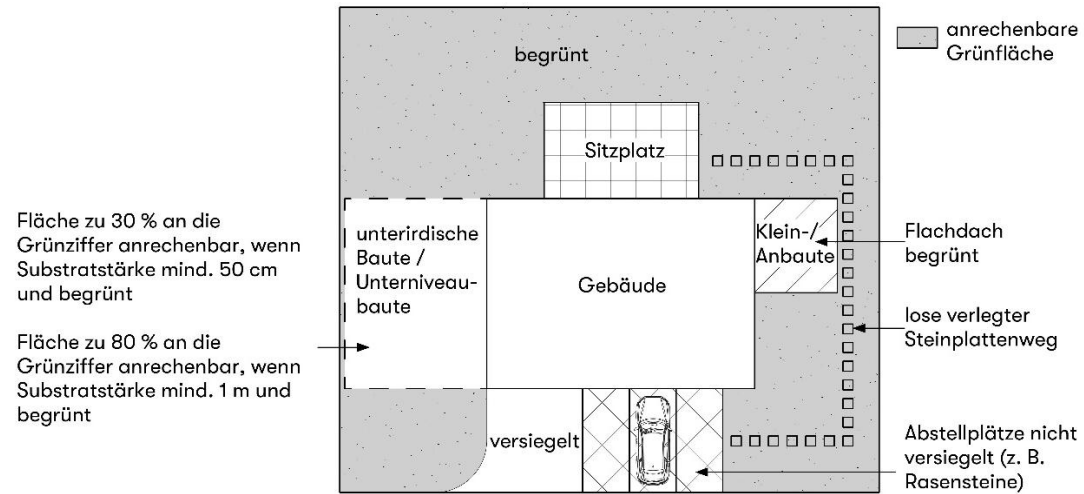 anrechenbare
Grünfläche
begrünt
Sitzplatz
Fläche zu 30 % an die
Grünziffer anrechenbar, wenn
Substratstärke mind. 50 cm
und begrünt
Fläche zu 80 % an die
Grünziffer anrechenbar, wenn
Substratstärke mind. 1 m und
begrünt
unterirdische
Baute /
Unterniveau-
baute
Gebäude
Klein-/
Anbaute
Flachdach
begrünt
lose verlegter
Steinplattenweg
versiegelt
Abstellplätze nicht
versiegelt (z. B.
Rasensteine)